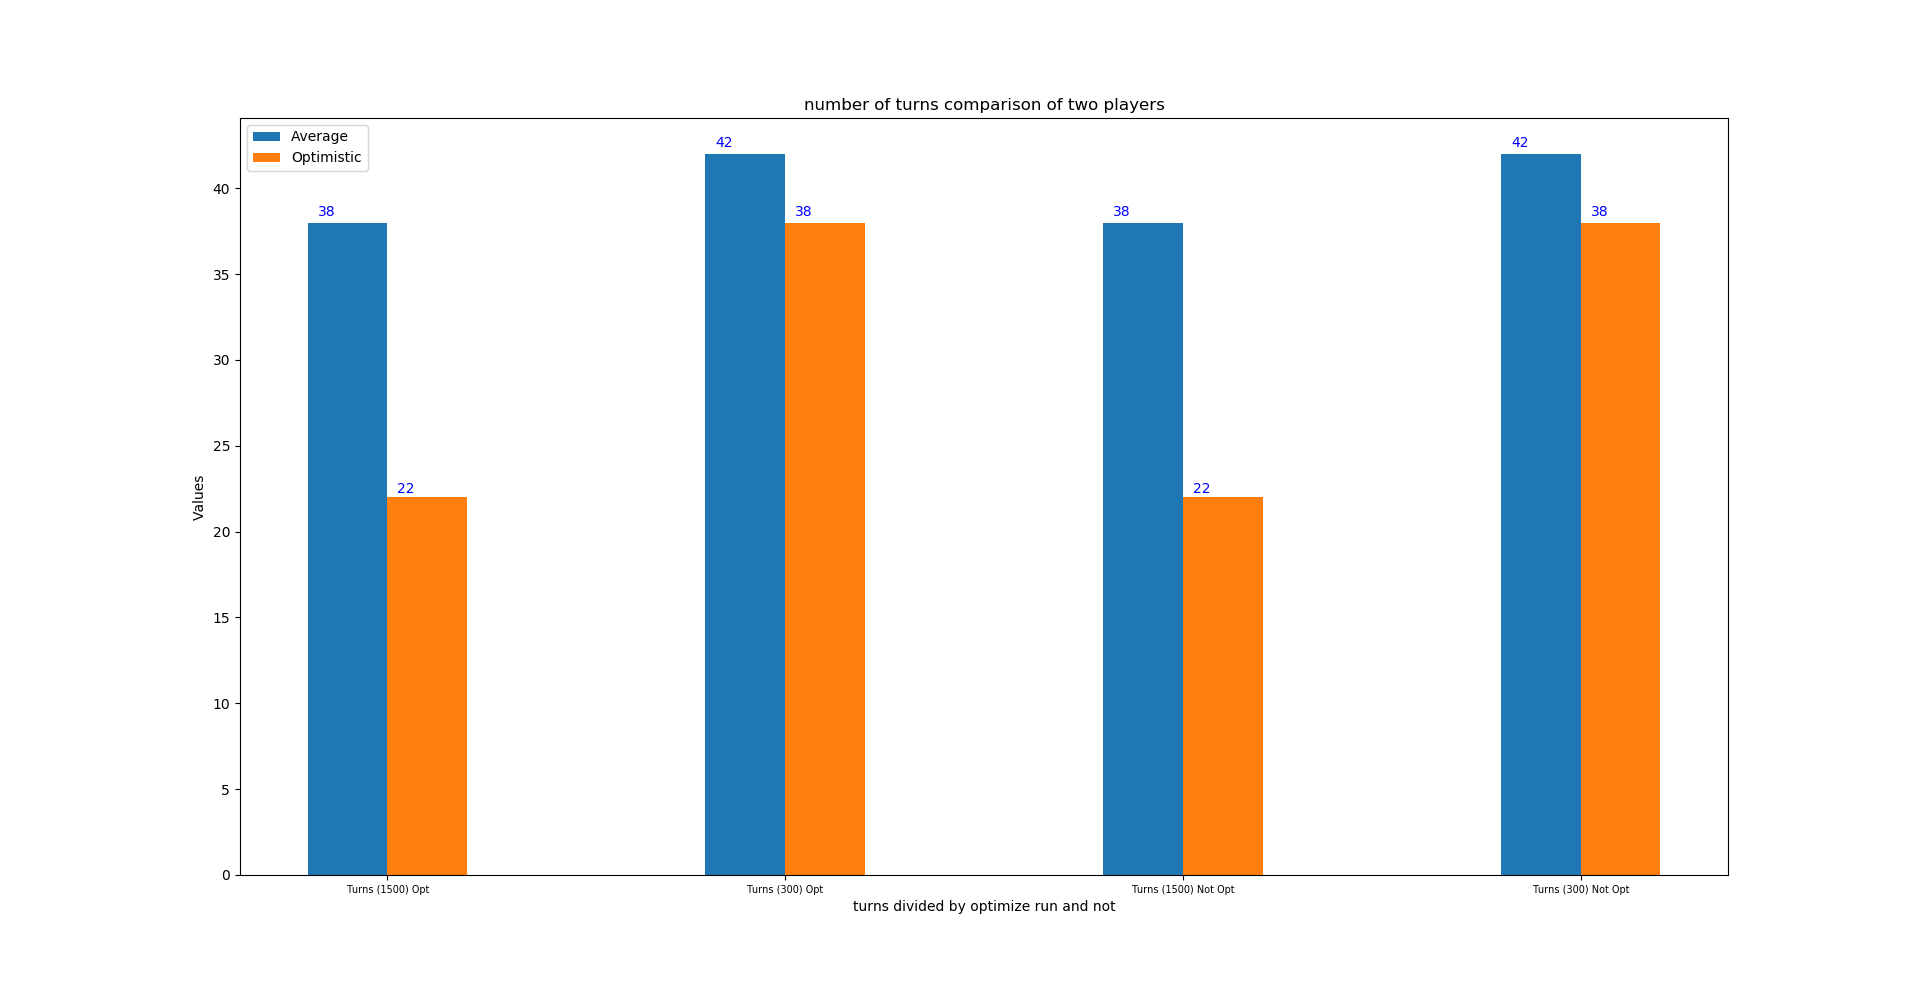 number of turns comparison of two players
Average
Optimistic
42
42
38
38
38
38
22
22
40
35
30
25
20
15
10
5
0
Values
Turns (1500) Opt
Turns (300) Opt
Turns (1500) Not Opt
Turns (300) Not Opt
turns divided by optimize run and not